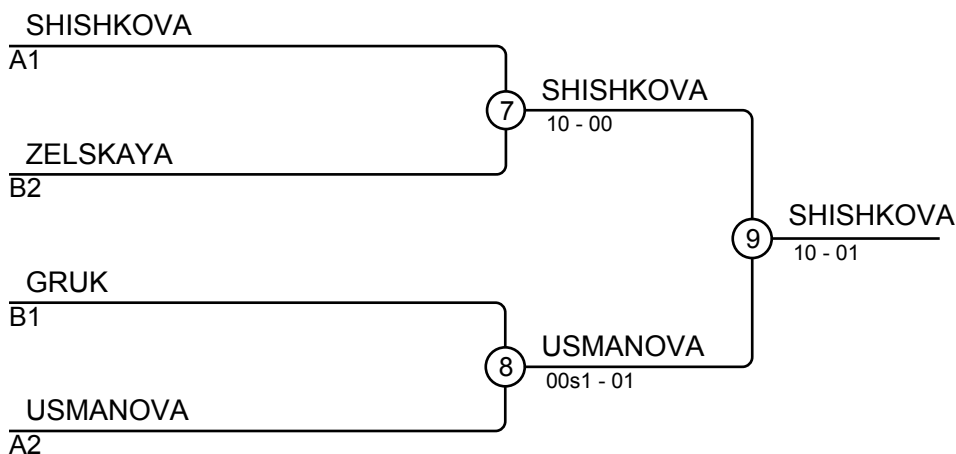 SHISHKOVA
A1
7
SHISHKOVA
10 - 00
ZELSKAYA
B2
9
SHISHKOVA
10 - 01
GRUK
B1
8
USMANOVA
00s1 - 01
USMANOVA
A2